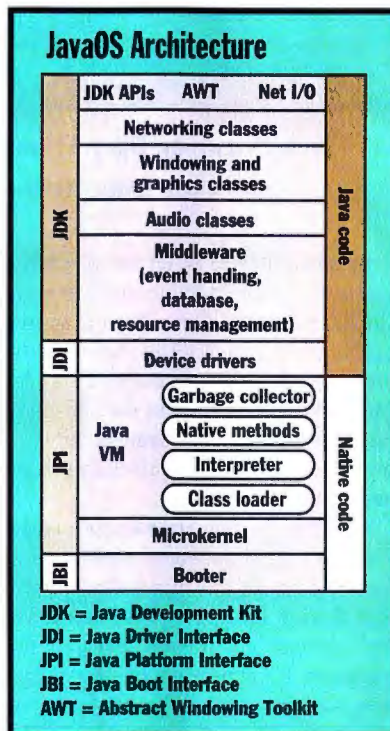 JavaOS Architecture
JDK APIs AWT Net I/O
Networking classes
Windowing and
graphics classes
Audio classes
Middleware
(event handing,
database,
resource management)
JDK
Java code
JDI
Device drivers
JPI
Java
VM
Garbage collector
Native methods
Interpreter
Class loader
Native code
Microkernel
JBI
Booter
JDK = Java Development Kit
JDI = Java Driver Interface
JPI = Java Platform Interface
JBI = Java Boot Interface
AWT = Abstract Windowing Toolkit